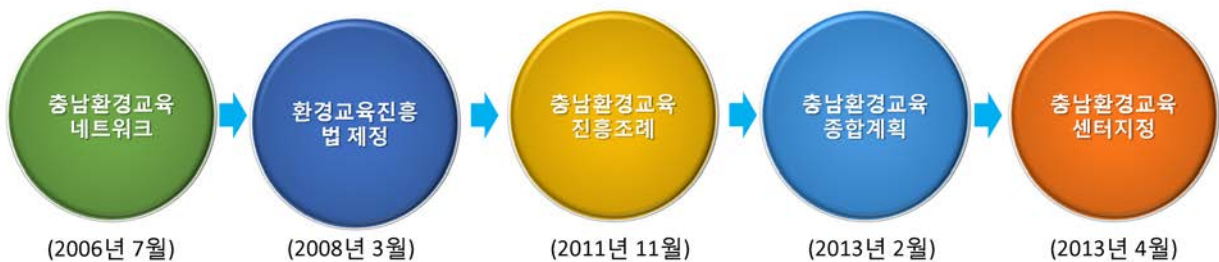 충남환경교육
네트워크
환경교육진흥
법 제정
충남환경교육
진흥조례
충남환경교육
종합계획
충남환경교육
센터지정
(2006년 7월)
(2008년 3월)
(2011년 11월)
(2013년 2월)
(2013년 4월)